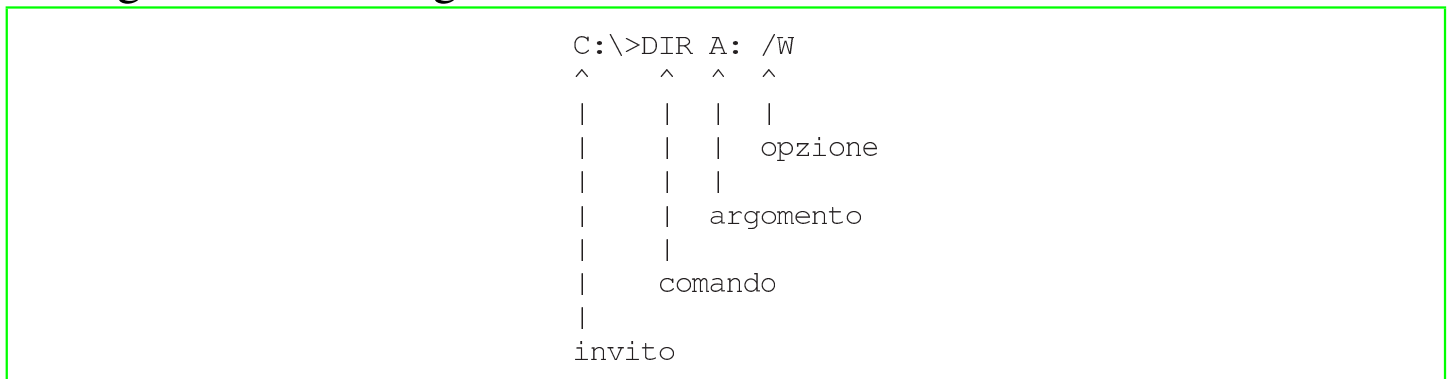 C:\>DIR A: /W
^    ^  ^  ^
|    |  |  |
|    |  |  opzione
|    |  |
|    |  argomento
|    |
|    comando
|
invito